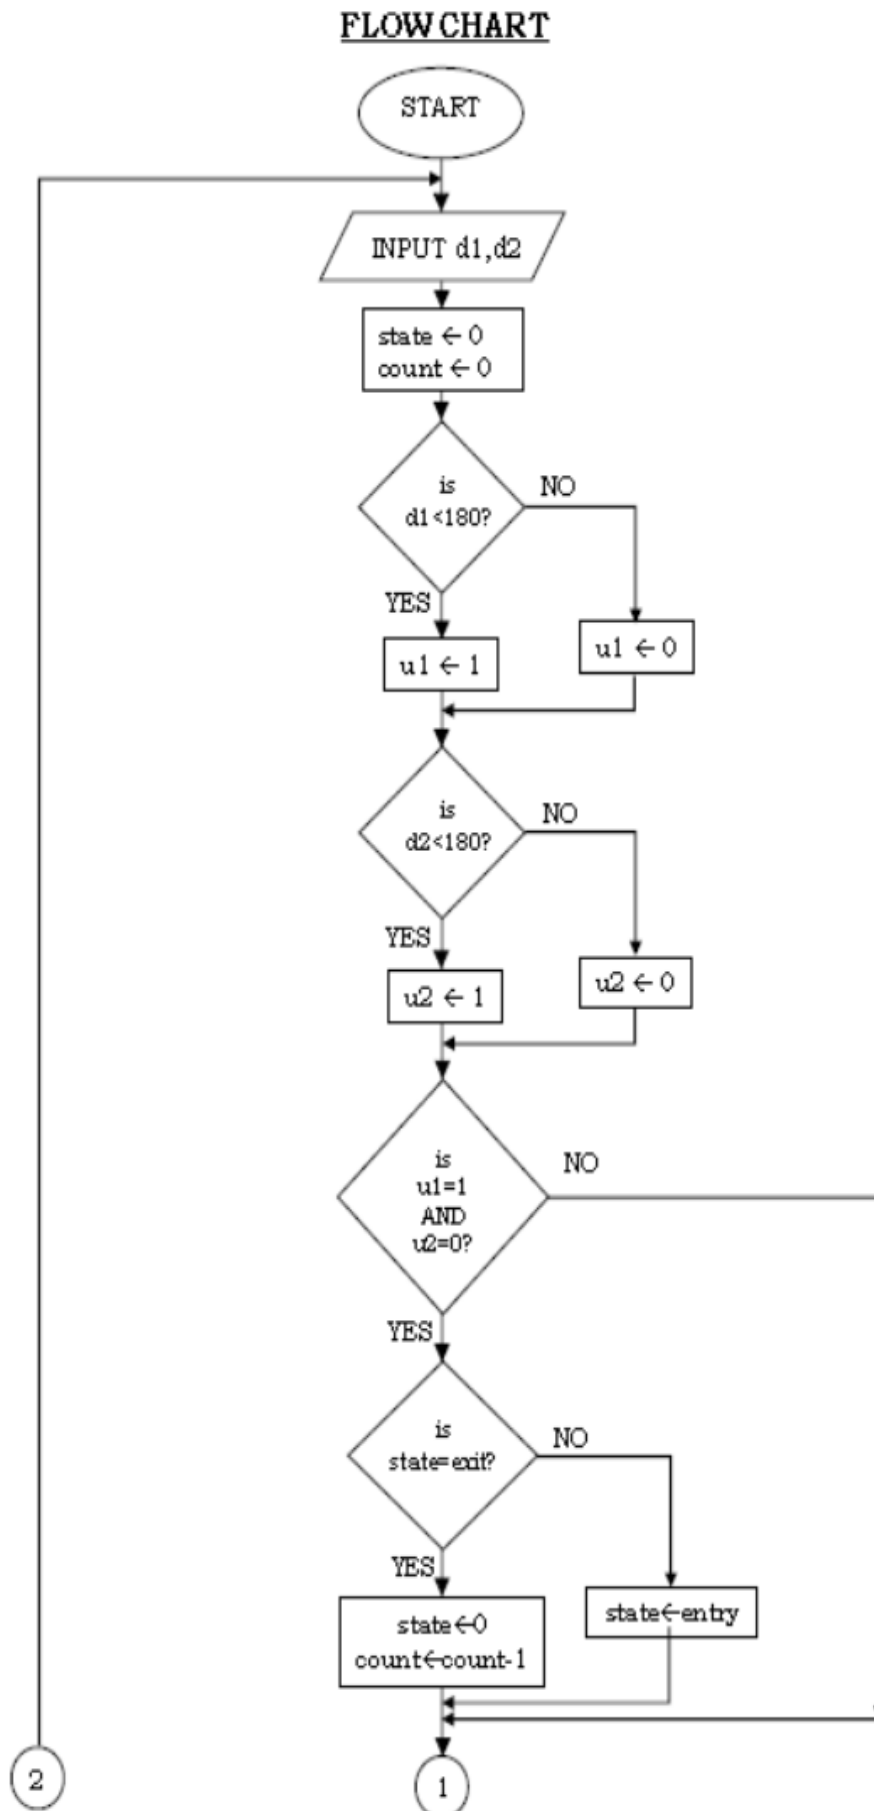 FLOW CHART
START
INPUT d1,d2
state ← 0
count ← 0
is
d1<180?
NO
YES
u1 ← 1
u1 ← 0
is
d2<180?
NO
YES
u2 ← 1
u2 ← 0
is
u1=1
AND
u2=0?
NO
YES
is
state=exit?
NO
YES
state←0
count←count-1
state←entry
2
1